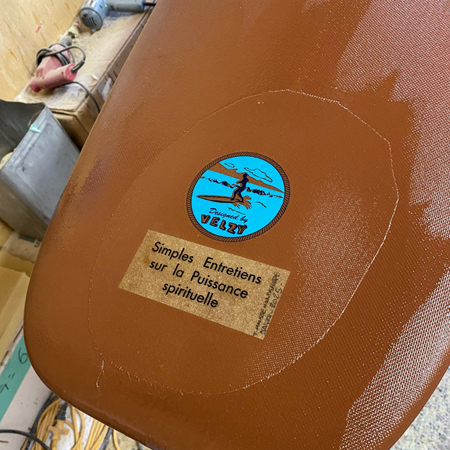 Designed by
VELZY
Simples Entretiens
sur la Puissance
spirituelle